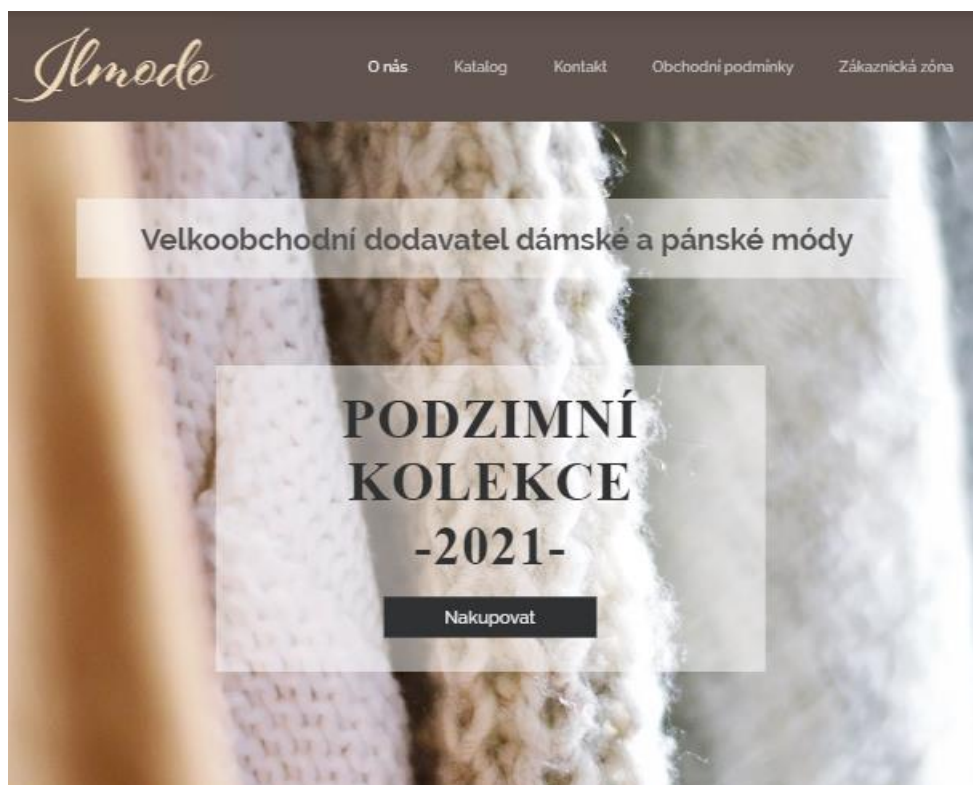 Ilmodo
O nás
Katalog
Kontakt
Obchodní podmínky
Zákaznická zóna
Velkoobchodní dodavatel dámské a pánské módy
PODZIMNÍ
KOLEKCE
-2021-
Nakupovat